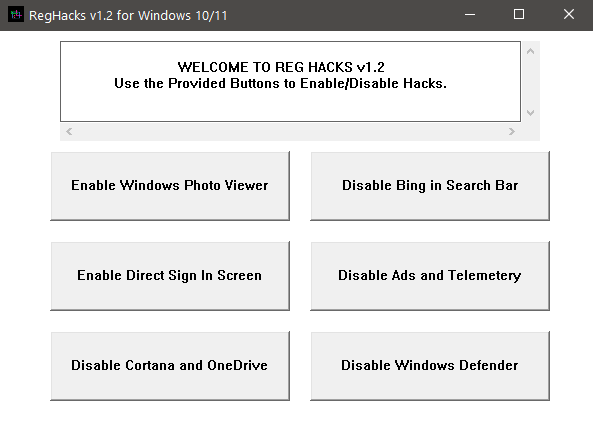 RegHacks v1.2 for Windows 10/11
WELCOME TO REG HACKS v1.2
Use the Provided Buttons to Enable/Disable Hacks.
Enable Windows Photo Viewer
Disable Bing in Search Bar
Enable Direct Sign In Screen
Disable Ads and Telemetery
Disable Cortana and OneDrive
Disable Windows Defender